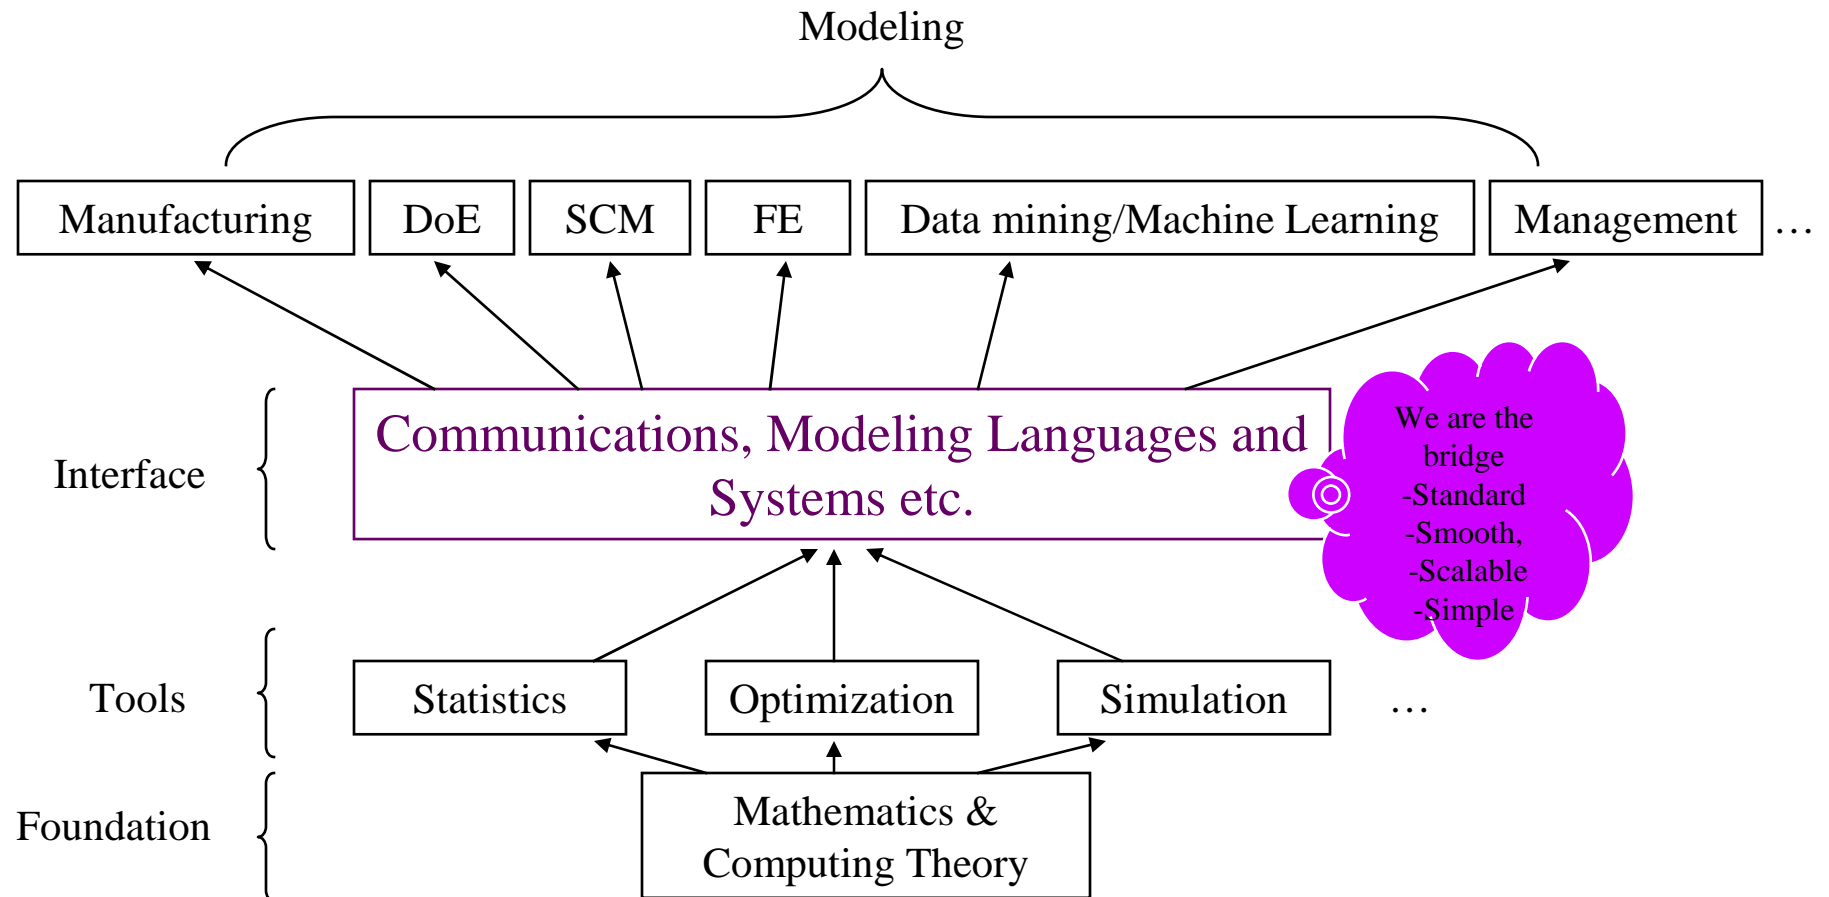 Modeling
Manufacturing
DoE
SCM
FE
Data mining/Machine Learning
Management
…
Interface
Communications, Modeling Languages and
Systems etc.
We are the
bridge
-Standard
-Smooth,
-Scalable
-Simple
Tools
Statistics
Optimization
Simulation
…
Foundation
Mathematics &
Computing Theory